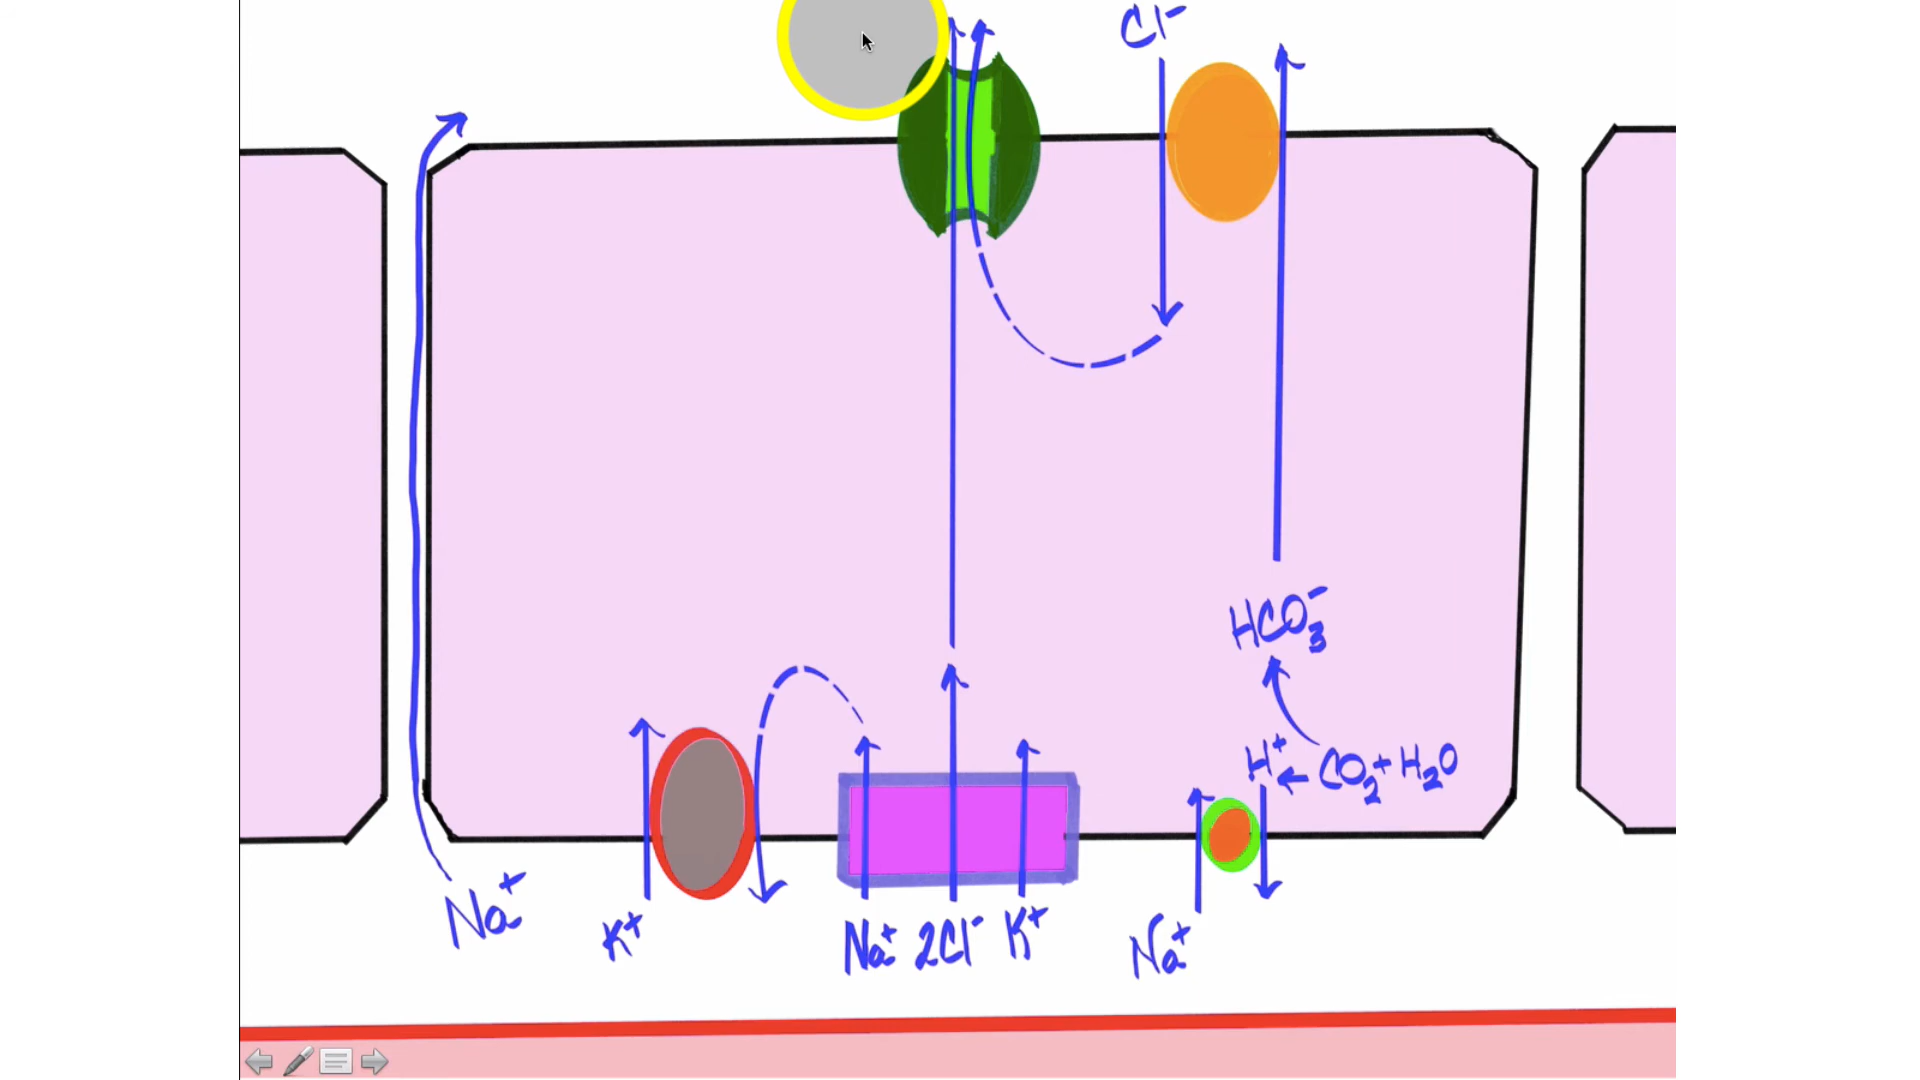 Cl⁻
HCO₃⁻
H⁺ ← CO₂ + H₂O
Na⁺
K⁺
Na⁺ 2Cl⁻ K⁺
Na⁺